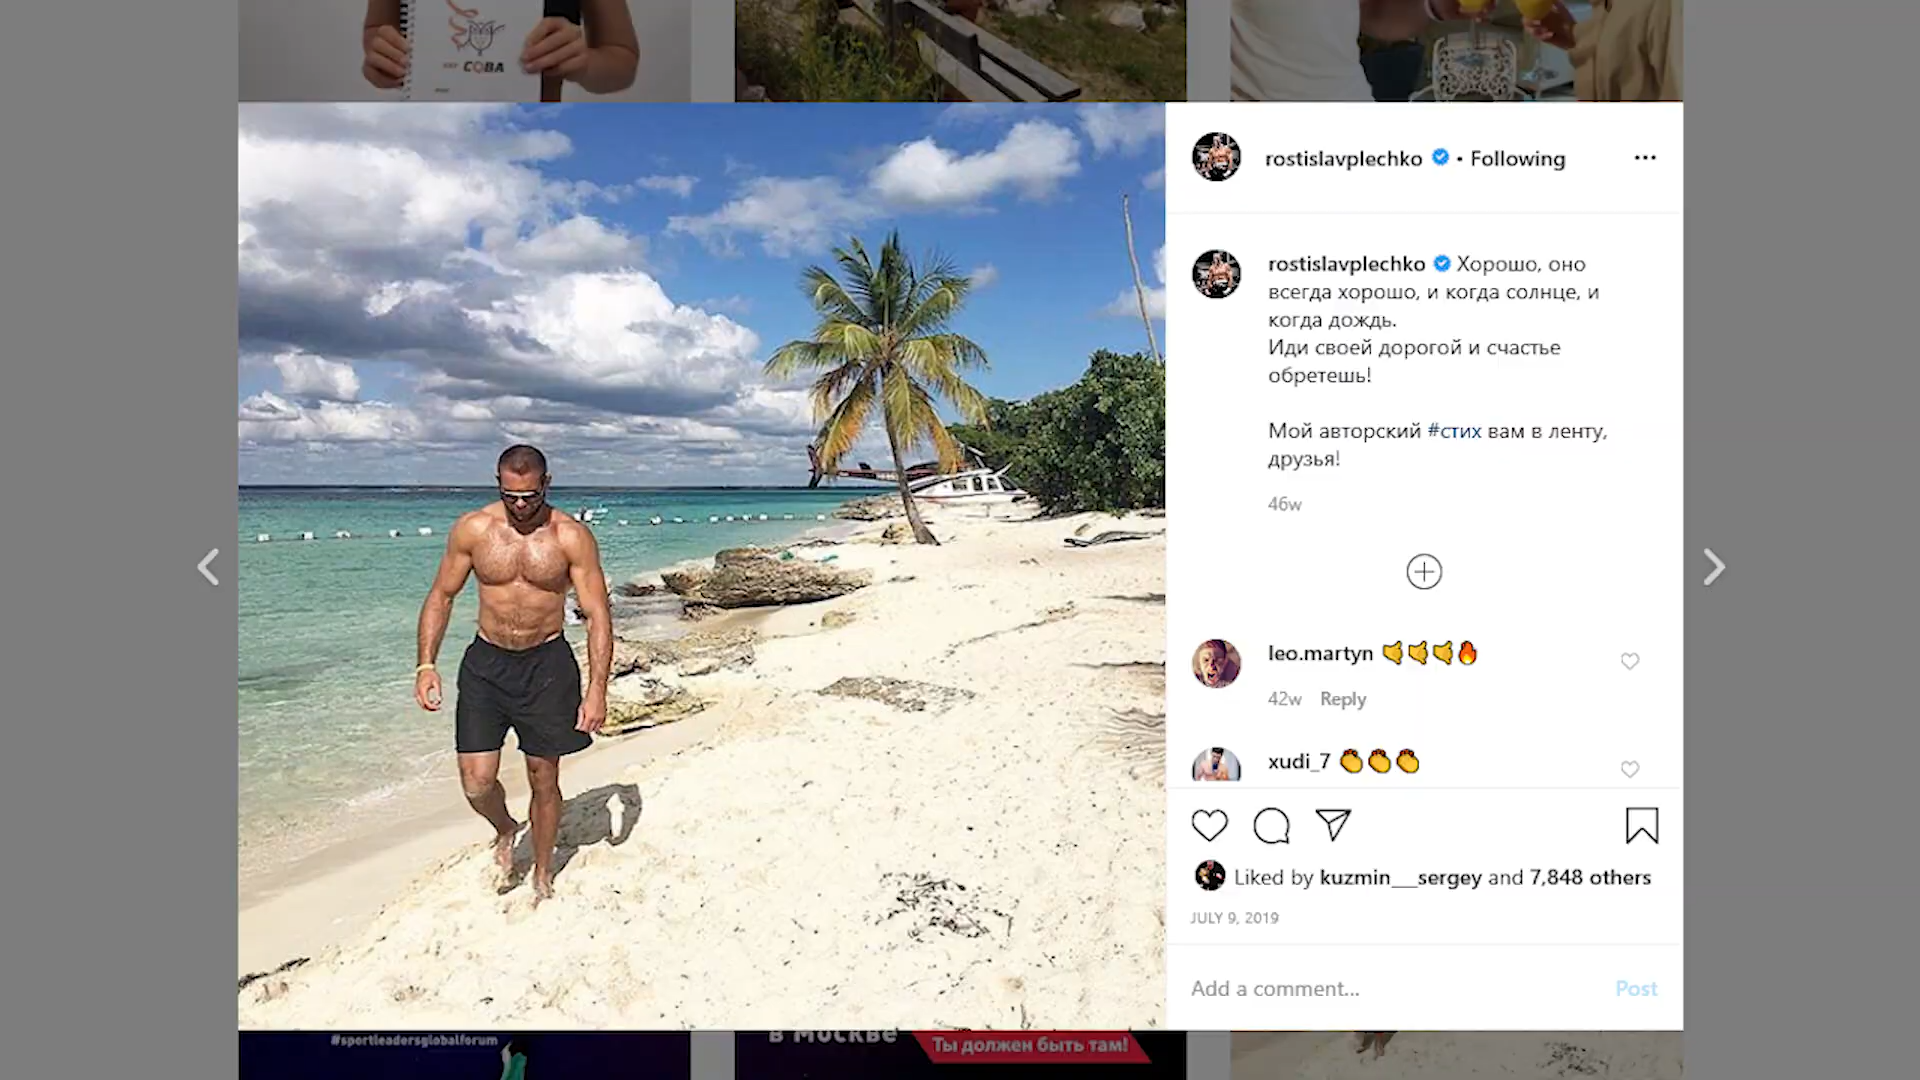 СОВА
rostislavplechko • Following
rostislavplechko Хорошо, оно
всегда хорошо, и когда солнце, и
когда дождь.
Иди своей дорогой и счастье
обретешь!
Мой авторский #стих вам в ленту,
друзья!
46w
leo.martyn 🤙🤙🤙🔥
42w Reply
xudi_7 👏👏👏
Liked by kuzmin___sergey and 7,848 others
JULY 9, 2019
Add a comment... Post
#sportleadersglobalforum
в Москве
Ты должен быть там!